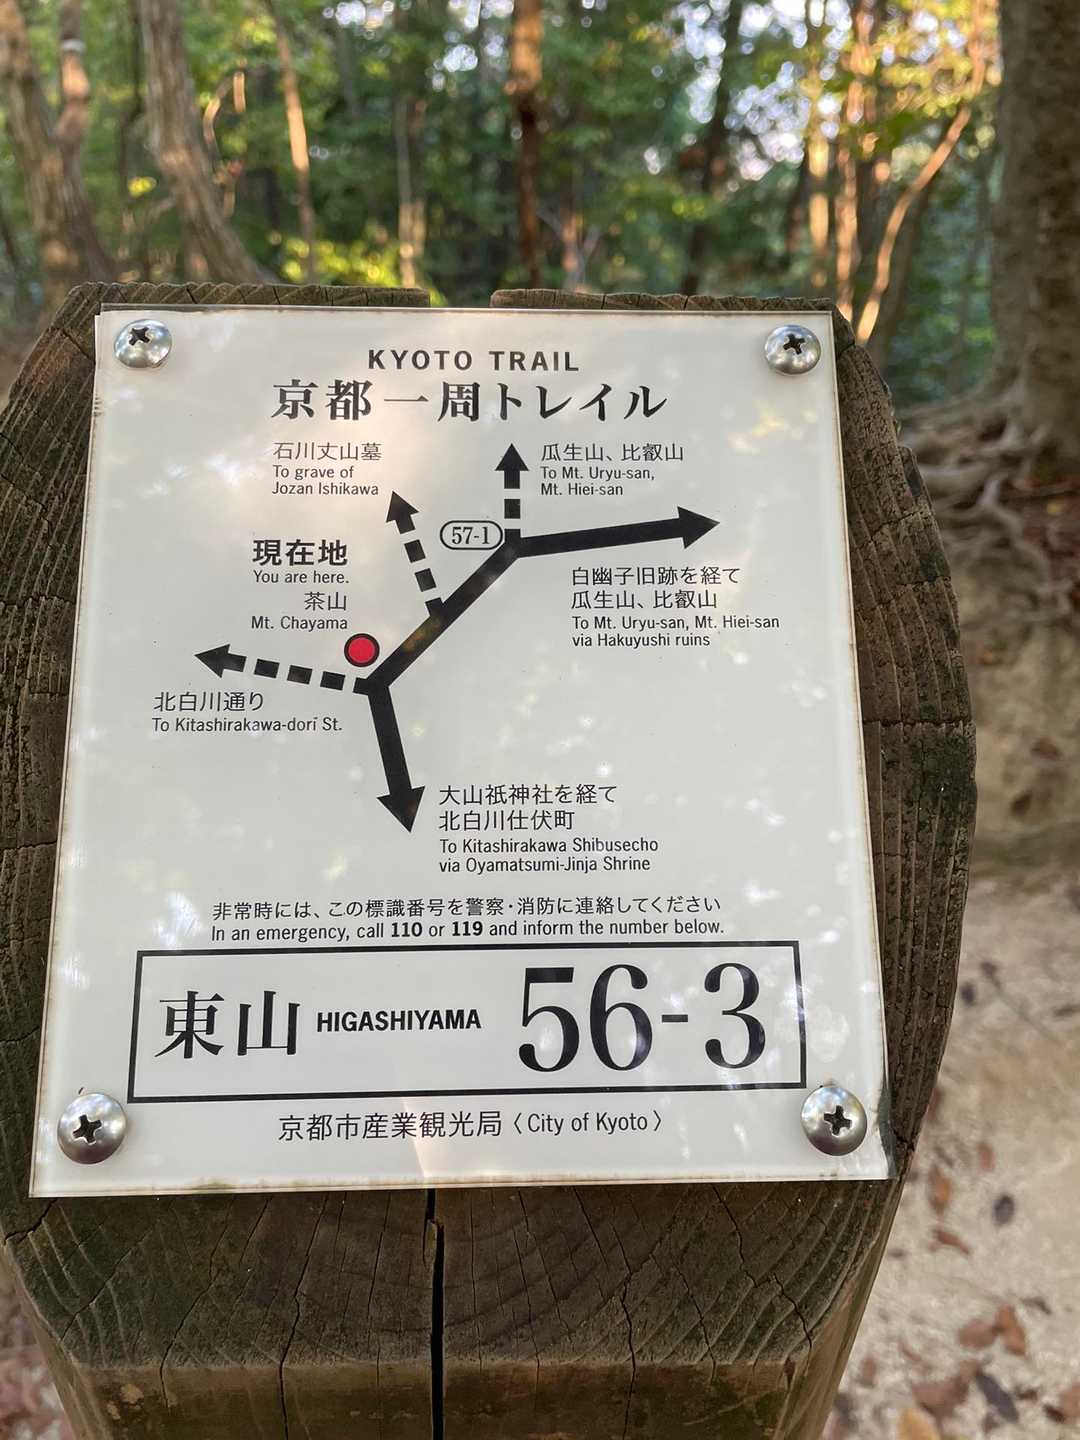 KYOTO TRAIL
京都一周トレイル
石川丈山墓
To grave of
Jozan Ishikawa
瓜生山、比叡山
To Mt. Uryu-san,
Mt. Hiei-san
57-1
現在地
You are here.
茶山
Mt. Chayama
白幽子旧跡を経て
瓜生山、比叡山
To Mt. Uryu-san, Mt. Hiei-san
via Hakuyushi ruins
北白川通り
To Kitashirakawa-dori St.
大山祇神社を経て
北白川仕伏町
To Kitashirakawa Shibusecho
via Oyamatsumi-Jinja Shrine
非常時には、この標識番号を警察・消防に連絡してください
In an emergency, call 110 or 119 and inform the number below.
東山 HIGASHIYAMA 56-3
京都市産業観光局〈City of Kyoto〉